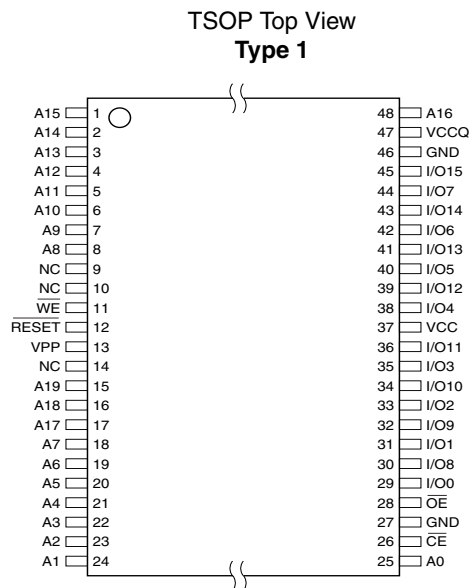 TSOP Top View
Type 1
A15 1 48 A16
A14 2 47 VCCQ
A13 3 46 GND
A12 4 45 I/O15
A11 5 44 I/O7
A10 6 43 I/O14
A9 7 42 I/O6
A8 8 41 I/O13
NC 9 40 I/O5
NC 10 39 I/O12
W̅E̅ 11 38 I/O4
R̅E̅S̅E̅T̅ 12 37 VCC
VPP 13 36 I/O11
NC 14 35 I/O3
A19 15 34 I/O10
A18 16 33 I/O2
A17 17 32 I/O9
A7 18 31 I/O1
A6 19 30 I/O8
A5 20 29 I/O0
A4 21 28 O̅E̅
A3 22 27 GND
A2 23 26 C̅E̅
A1 24 25 A0